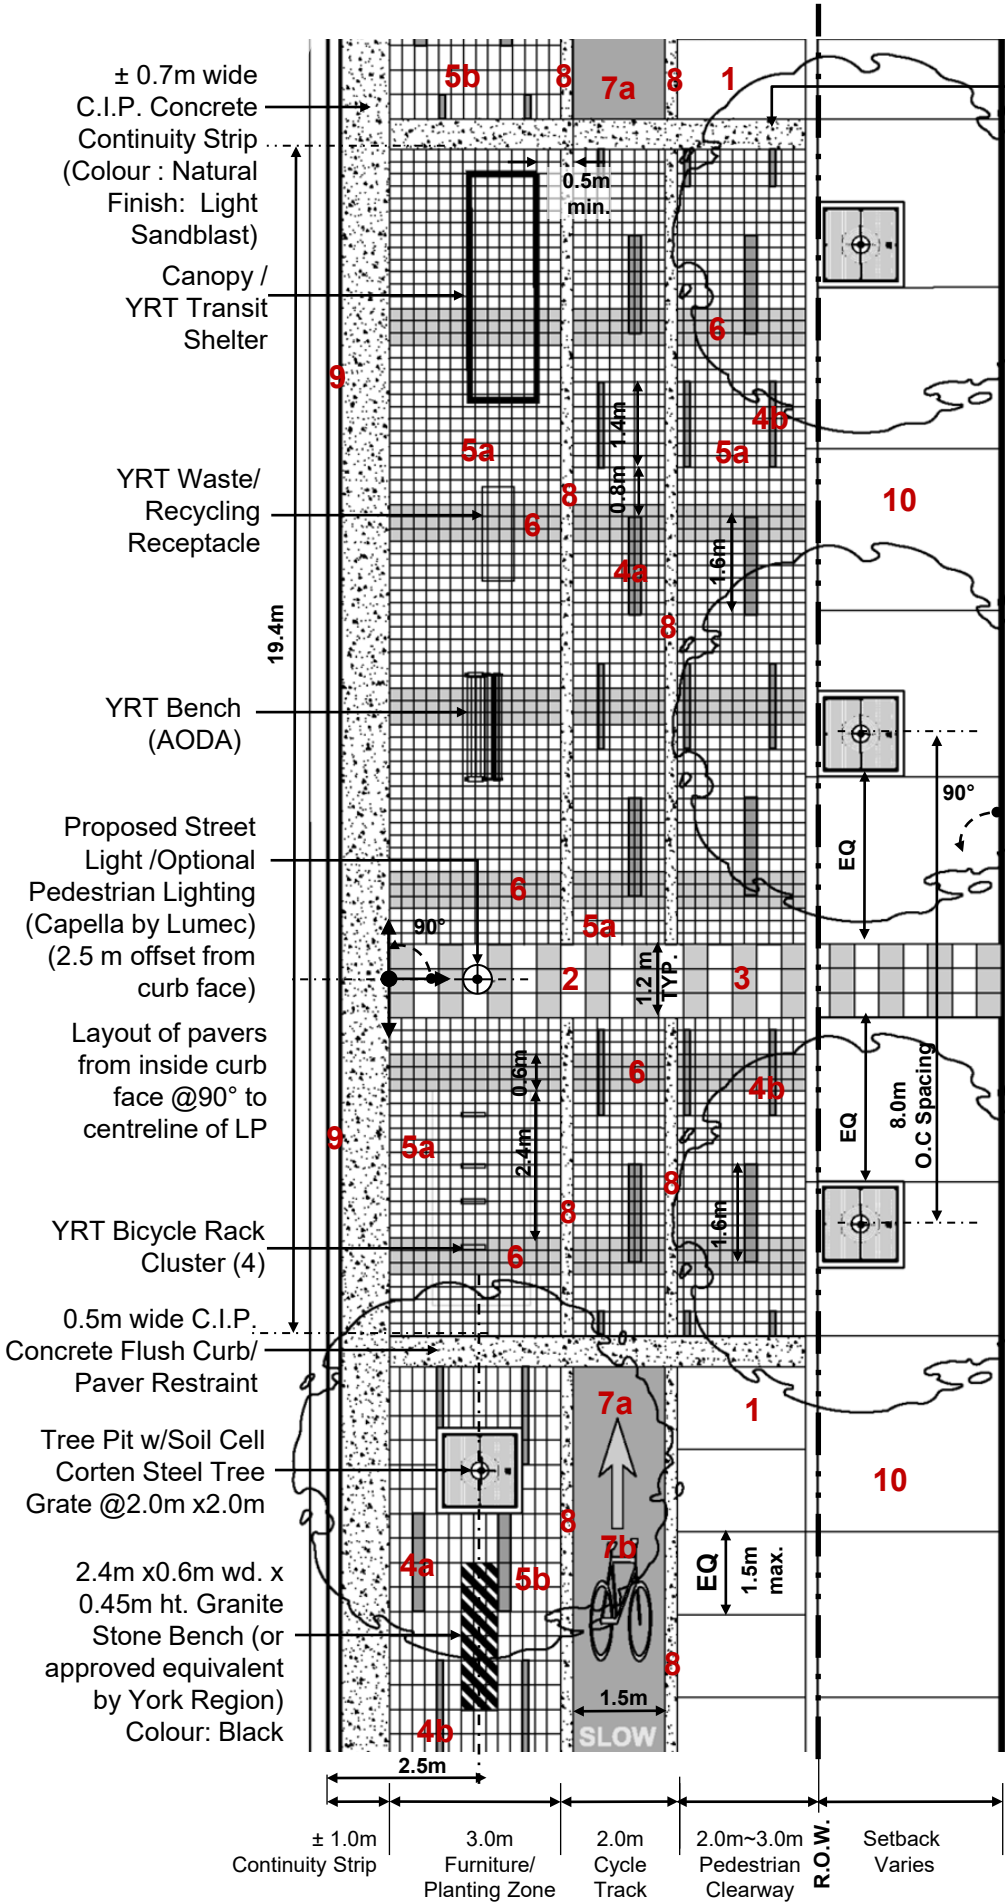 ± 0.7m wide
C.I.P. Concrete
Continuity Strip
(Colour : Natural
Finish: Light
Sandblast)
Canopy /
YRT Transit
Shelter
YRT Waste/
Recycling
Receptacle
19.4m
YRT Bench
(AODA)
Proposed Street
Light /Optional
Pedestrian Lighting
(Capella by Lumec)
(2.5 m offset from
curb face)
Layout of pavers
from inside curb
face @90° to
centreline of LP
YRT Bicycle Rack
Cluster (4)
0.5m wide C.I.P.
Concrete Flush Curb/
Paver Restraint
Tree Pit w/Soil Cell
Corten Steel Tree
Grate @2.0m x2.0m
2.4m x0.6m wd. x
0.45m ht. Granite
Stone Bench (or
approved equivalent
by York Region)
Colour: Black
5b
8
7a
8
1
0.5m
min.
6
9
1.4m
4b
5a
5a
0.8m
8
10
6
4a
1.6m
8
90°
EQ
6
5a
90°
2
1.2 m
TYP.
3
0.6m
6
4b
8.0m
O.C Spacing
EQ
9
5a
2.4m
8
8
1.6m
6
7a
1
10
8
7b
4a
5b
EQ
1.5m
max.
8
1.5m
4b
SLOW
2.5m
± 1.0m
Continuity Strip
3.0m
Furniture/
Planting Zone
2.0m
Cycle
Track
2.0m~3.0m
Pedestrian
Clearway
R.O.W.
Setback
Varies